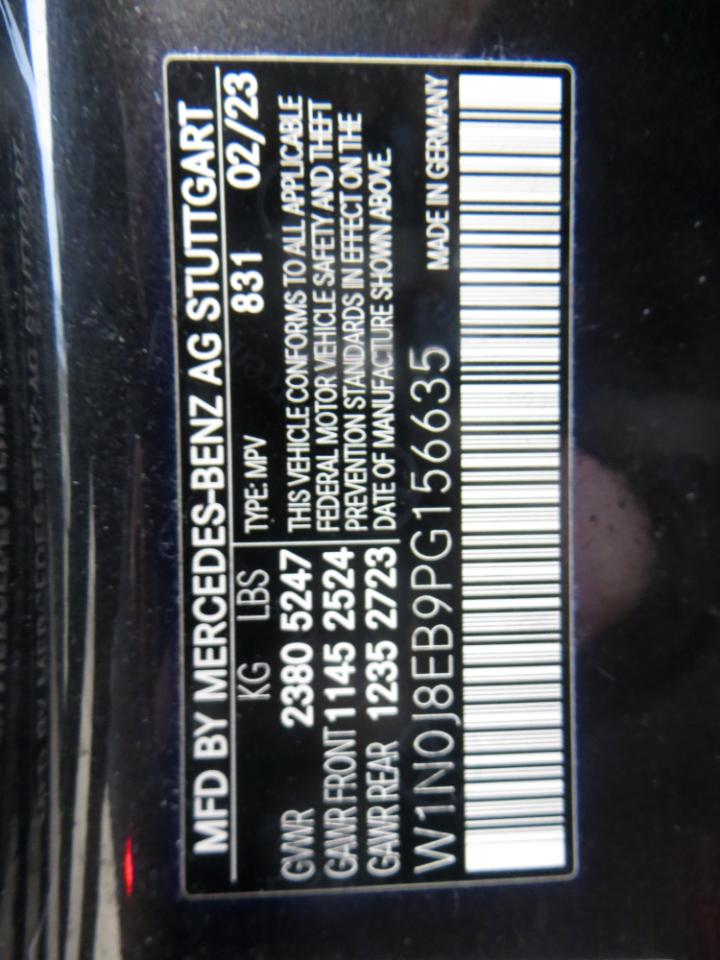 MFD BY MERCEDES-BENZ AG STUTTGART
KG LBS
831 02/23
GVWR 2380 5247
GAWR FRONT 1145 2524
GAWR REAR 1235 2723
TYPE: MPV
THIS VEHICLE CONFORMS TO ALL APPLICABLE
FEDERAL MOTOR VEHICLE SAFETY AND THEFT
PREVENTION STANDARDS IN EFFECT ON THE
DATE OF MANUFACTURE SHOWN ABOVE.
W1N0J8EB9PG156635
MADE IN GERMANY